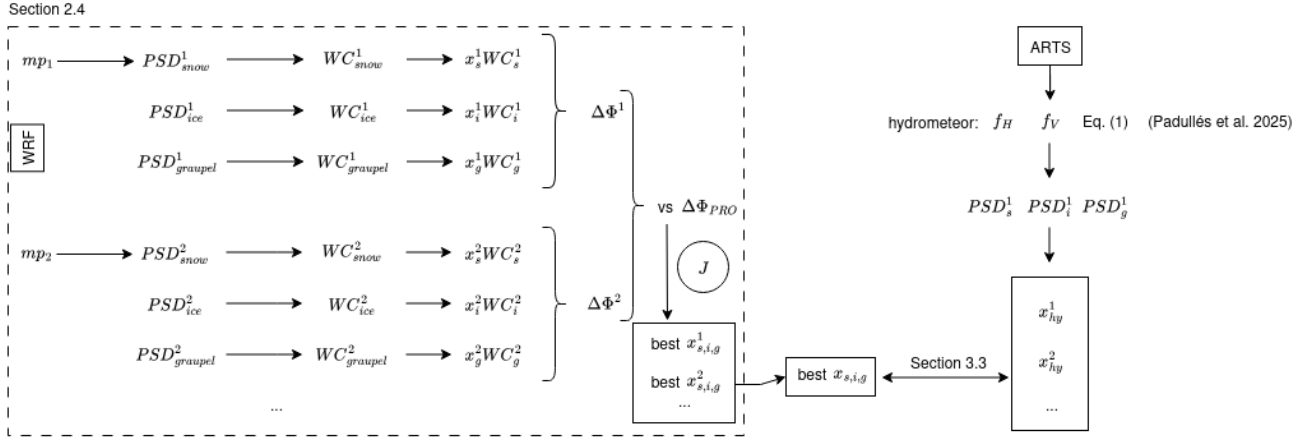 Section 2.4
mp₁ PSD¹snow WC¹snow x¹ₛWC¹ₛ
PSD¹ice WC¹ice x¹ᵢWC¹ᵢ
PSD¹graupel WC¹graupel x¹gWC¹g
ΔΦ¹
WRF
mp₂ PSD²snow WC²snow x²ₛWC²ₛ
PSD²ice WC²ice x²ᵢWC²ᵢ
PSD²graupel WC²graupel x²gWC²g
ΔΦ²
...
vs ΔΦPRO
J
best x¹s,i,g
best x²s,i,g
...
best xs,i,g
Section 3.3
ARTS
hydrometeor: fH fV Eq. (1) (Padullés et al. 2025)
PSD¹ₛ PSD¹ᵢ PSD¹g
x¹hy
x²hy
...